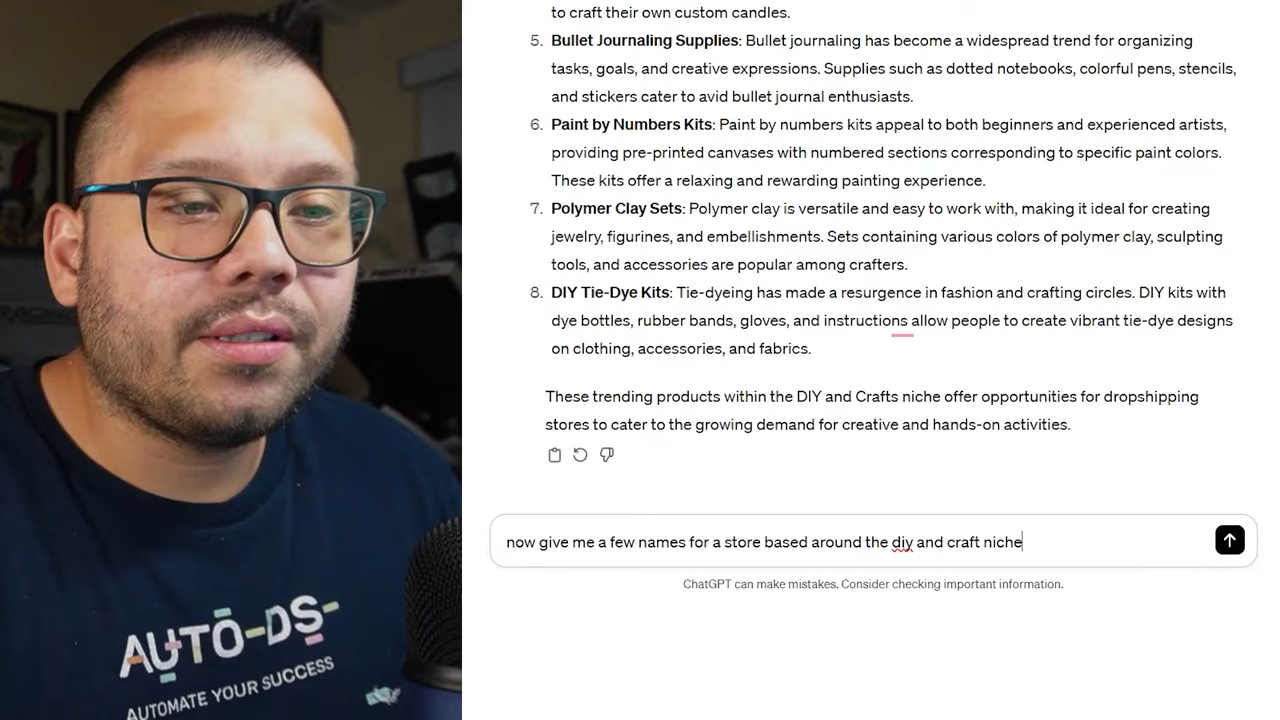 to craft their own custom candles.
5. Bullet Journaling Supplies: Bullet journaling has become a widespread trend for organizing
tasks, goals, and creative expressions. Supplies such as dotted notebooks, colorful pens, stencils,
and stickers cater to avid bullet journal enthusiasts.
6. Paint by Numbers Kits: Paint by numbers kits appeal to both beginners and experienced artists,
providing pre-printed canvases with numbered sections corresponding to specific paint colors.
These kits offer a relaxing and rewarding painting experience.
7. Polymer Clay Sets: Polymer clay is versatile and easy to work with, making it ideal for creating
jewelry, figurines, and embellishments. Sets containing various colors of polymer clay, sculpting
tools, and accessories are popular among crafters.
8. DIY Tie-Dye Kits: Tie-dyeing has made a resurgence in fashion and crafting circles. DIY kits with
dye bottles, rubber bands, gloves, and instructions allow people to create vibrant tie-dye designs
on clothing, accessories, and fabrics.
These trending products within the DIY and Crafts niche offer opportunities for dropshipping
stores to cater to the growing demand for creative and hands-on activities.
now give me a few names for a store based around the diy and craft niche
ChatGPT can make mistakes. Consider checking important information.
AUTO-DS-
AUTOMATE YOUR SUCCESS